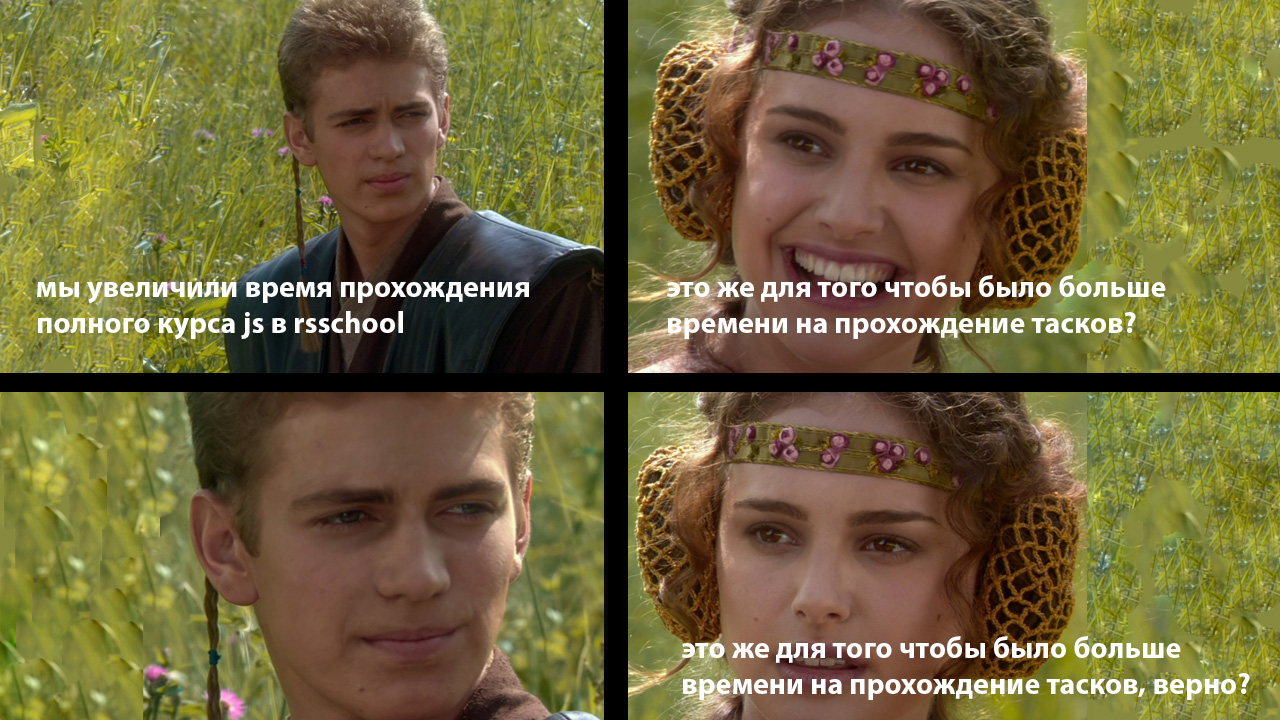 мы увеличили время прохождения
полного курса js в rsschool
это же для того чтобы было больше
времени на прохождение тасков?
это же для того чтобы было больше
времени на прохождение тасков, верно?